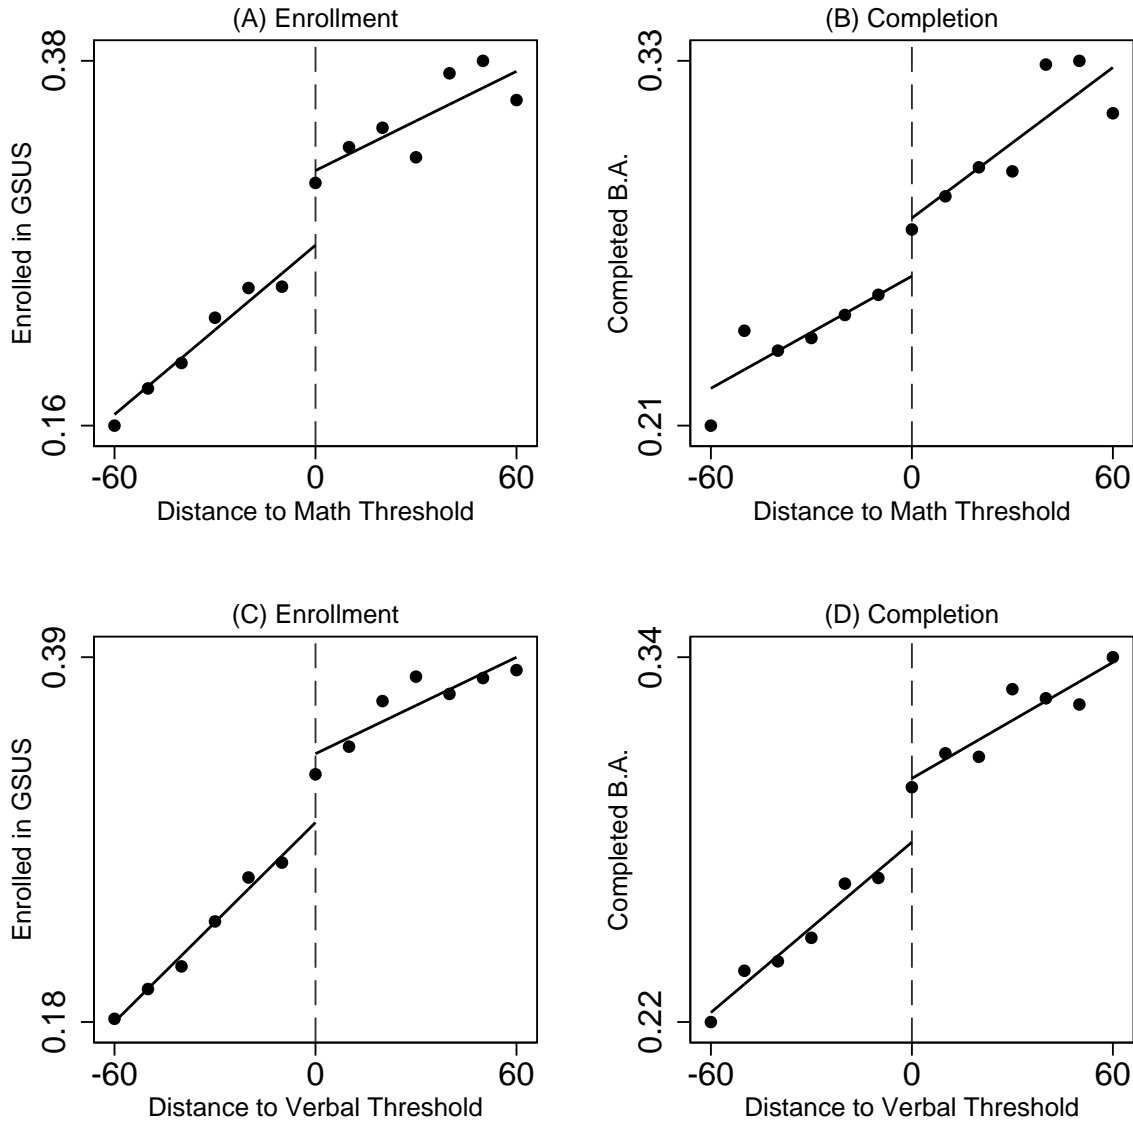 (A) Enrollment
Enrolled in GSUS
0.38
0.16
-60 0 60
Distance to Math Threshold
(B) Completion
Completed B.A.
0.33
0.21
-60 0 60
Distance to Math Threshold
(C) Enrollment
Enrolled in GSUS
0.39
0.18
-60 0 60
Distance to Verbal Threshold
(D) Completion
Completed B.A.
0.34
0.22
-60 0 60
Distance to Verbal Threshold